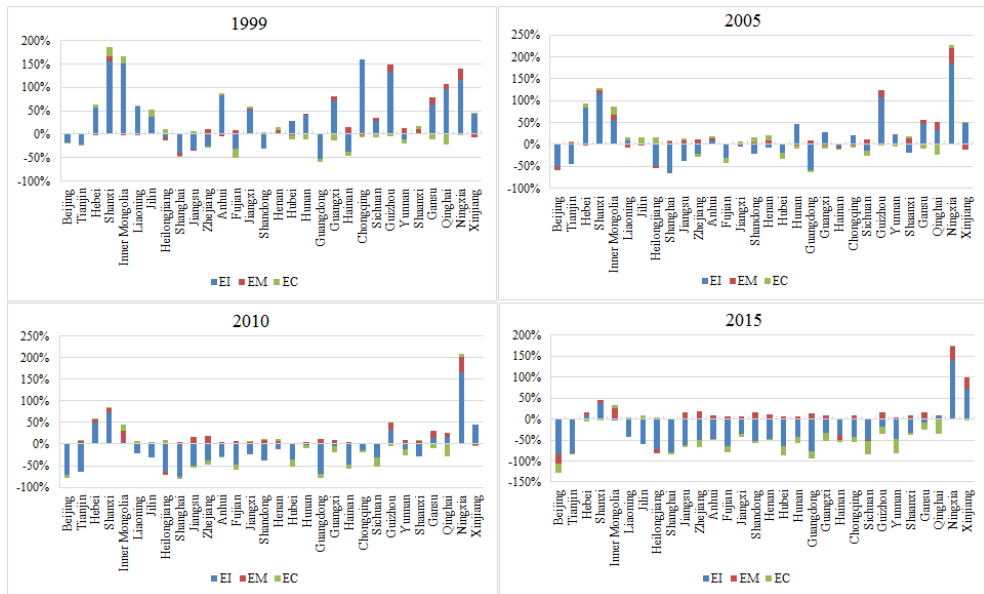 1999
200%
150%
100%
50%
0%
-50%
-100%
Beijing
Tianjin
Hebei
Shanxi
Inner Mongolia
Liaoning
Jilin
Heilongjiang
Shanghai
Jiangsu
Zhejiang
Anhui
Fujian
Jiangxi
Shandong
Henan
Hubei
Hunan
Guangdong
Guangxi
Hainan
Chongqing
Sichuan
Guzhou
Yunnan
Shaanxi
Gansu
Qinghai
Ningxia
Xinjiang
EI EM EC
2005
250%
200%
150%
100%
50%
0%
-50%
-100%
Beijing
Tianjin
Hebei
Shanxi
Inner Mongolia
Liaoning
Jilin
Heilongjiang
Shanghai
Jiangsu
Zhejiang
Anhui
Fujian
Jiangxi
Shandong
Henan
Hubei
Hunan
Guangdong
Guangxi
Hainan
Chongqing
Sichuan
Guzhou
Yunnan
Shaanxi
Gansu
Qinghai
Ningxia
Xinjiang
EI EM EC
2010
250%
200%
150%
100%
50%
0%
-50%
-100%
Beijing
Tianjin
Hebei
Shanxi
Inner Mongolia
Liaoning
Jilin
Heilongjiang
Shanghai
Jiangsu
Zhejiang
Anhui
Fujian
Jiangxi
Shandong
Henan
Hubei
Hunan
Guangdong
Guangxi
Hainan
Chongqing
Sichuan
Guzhou
Yunnan
Shaanxi
Gansu
Qinghai
Ningxia
Xinjiang
EI EM EC
2015
200%
150%
100%
50%
0%
-50%
-100%
-150%
Beijing
Tianjin
Hebei
Shanxi
Inner Mongolia
Liaoning
Jilin
Heilongjiang
Shanghai
Jiangsu
Zhejiang
Anhui
Fujian
Jiangxi
Shandong
Henan
Hubei
Hunan
Guangdong
Guangxi
Hainan
Chongqing
Sichuan
Guzhou
Yunnan
Shaanxi
Gansu
Qinghai
Ningxia
Xinjiang
EI EM EC